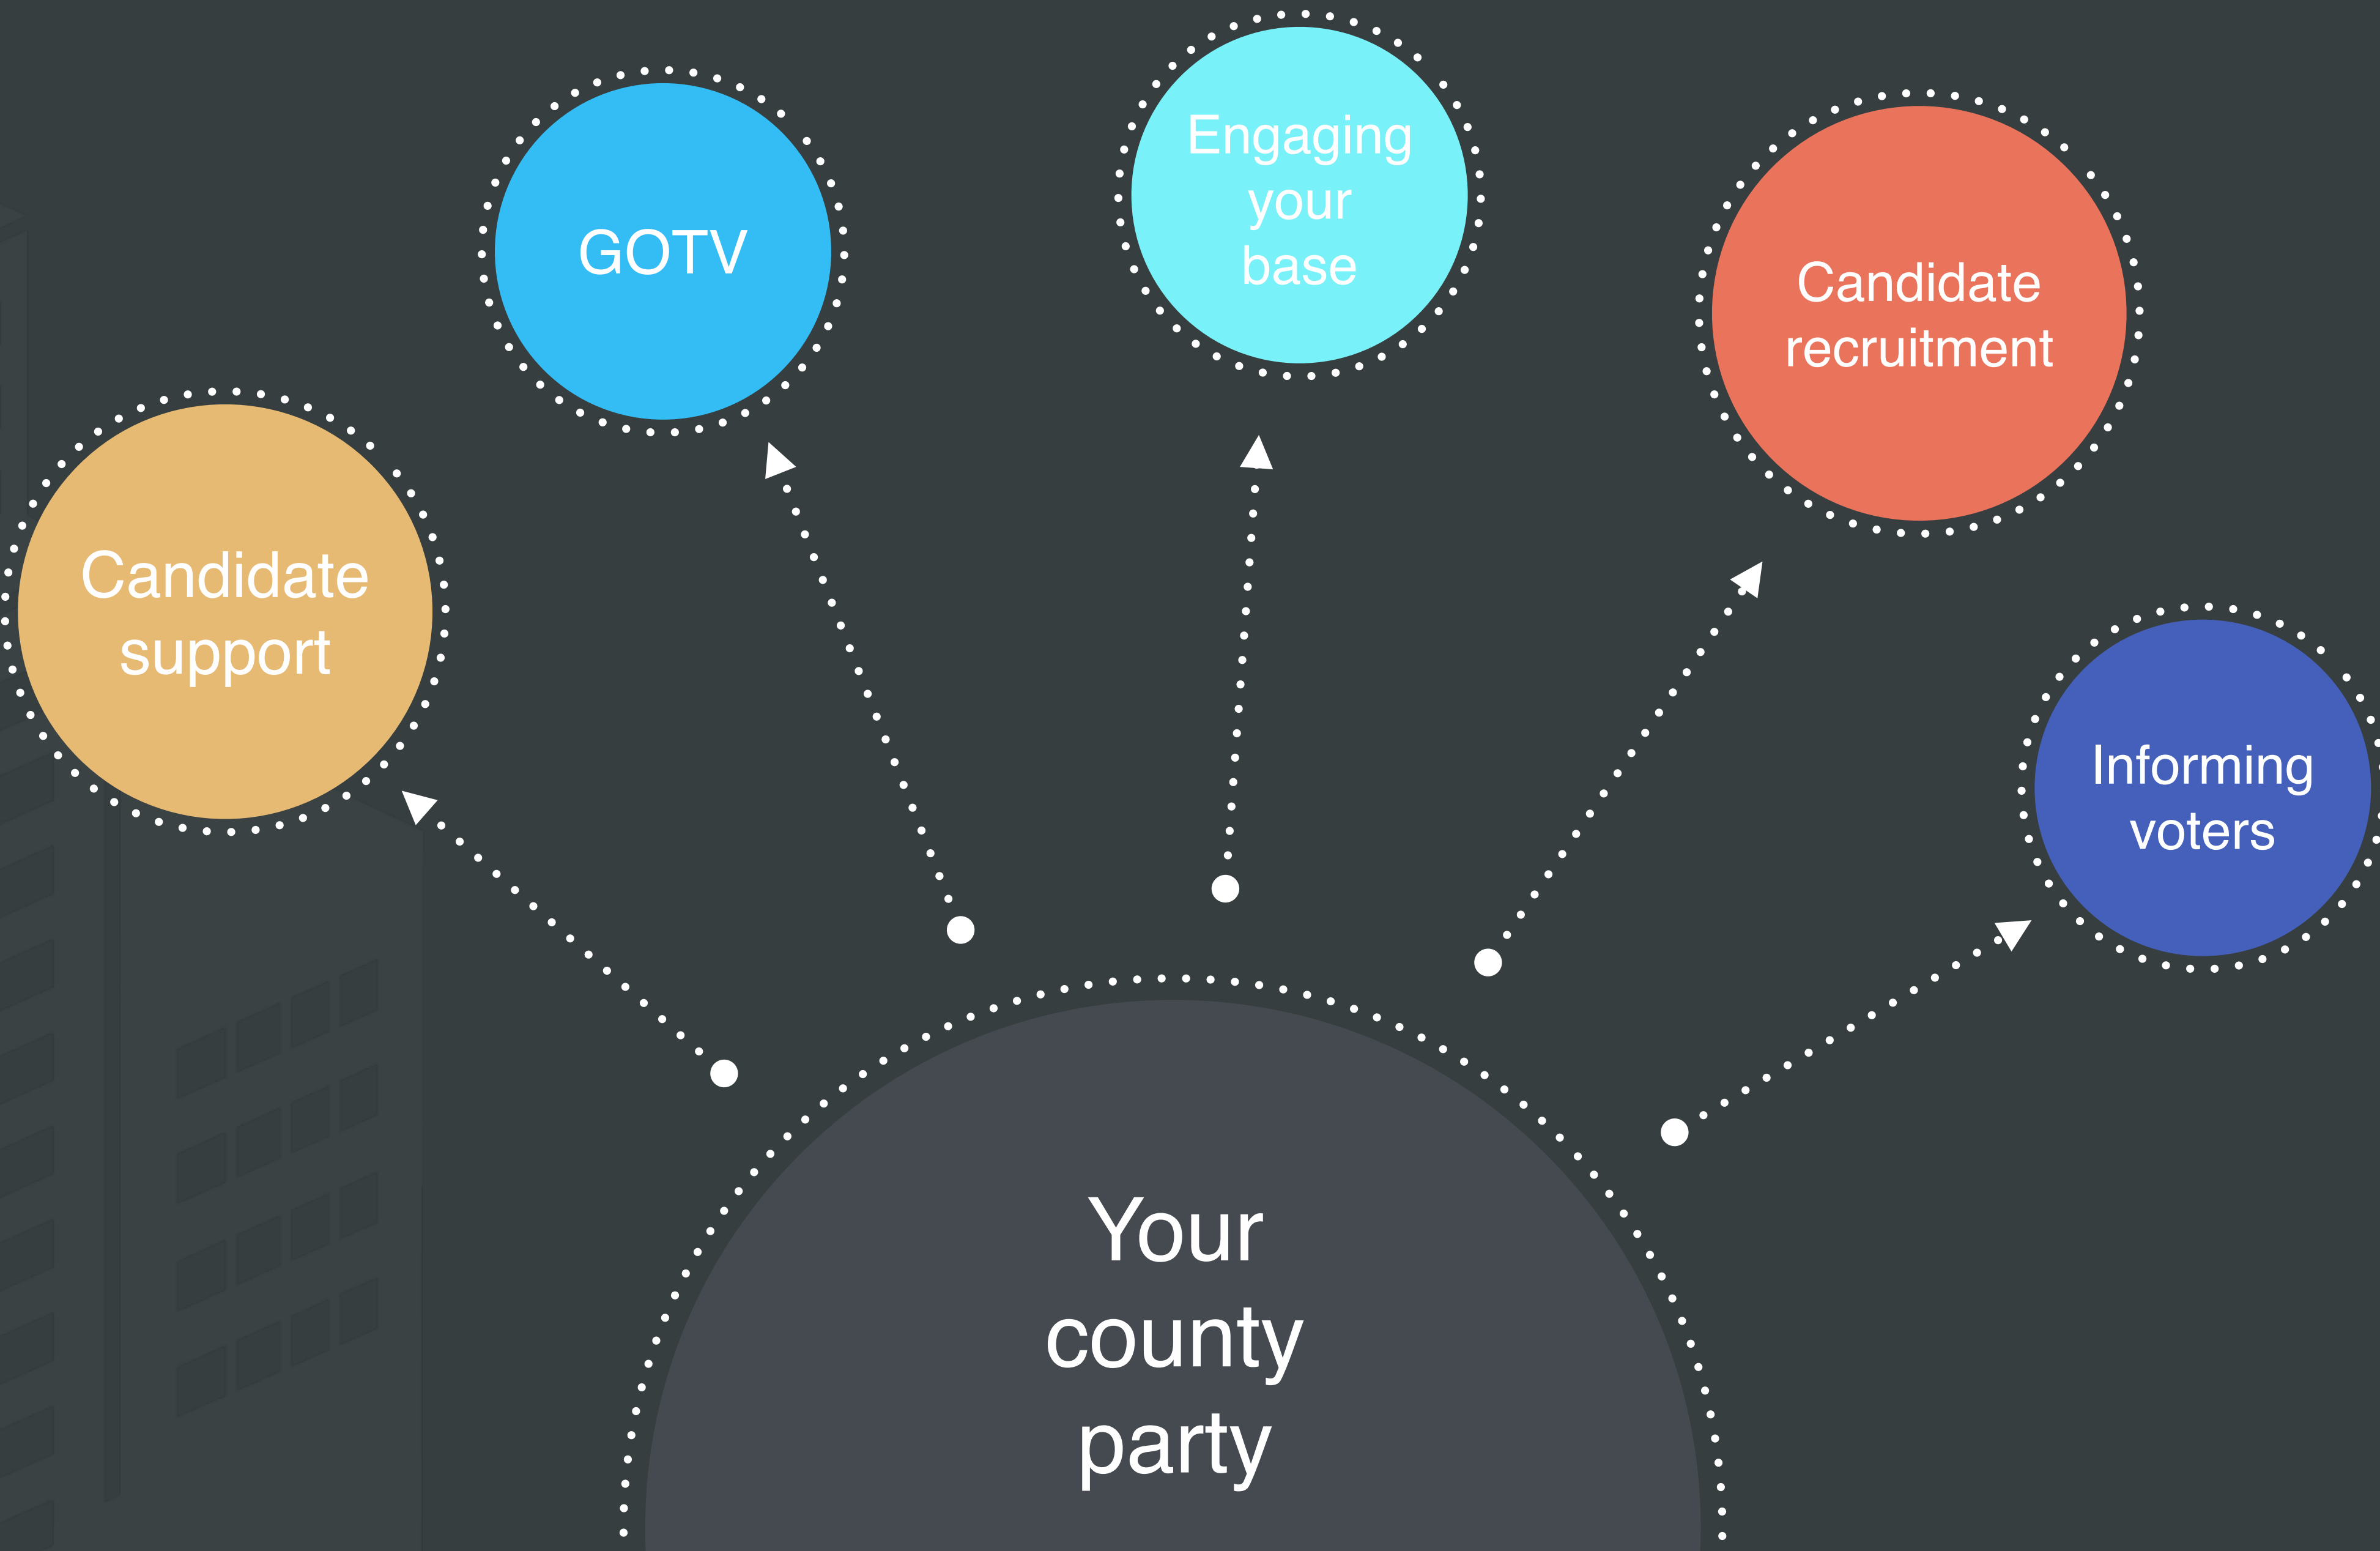 Candidate
support
GOTV
Engaging
your
base
Candidate
recruitment
Informing
voters
Your
county
party